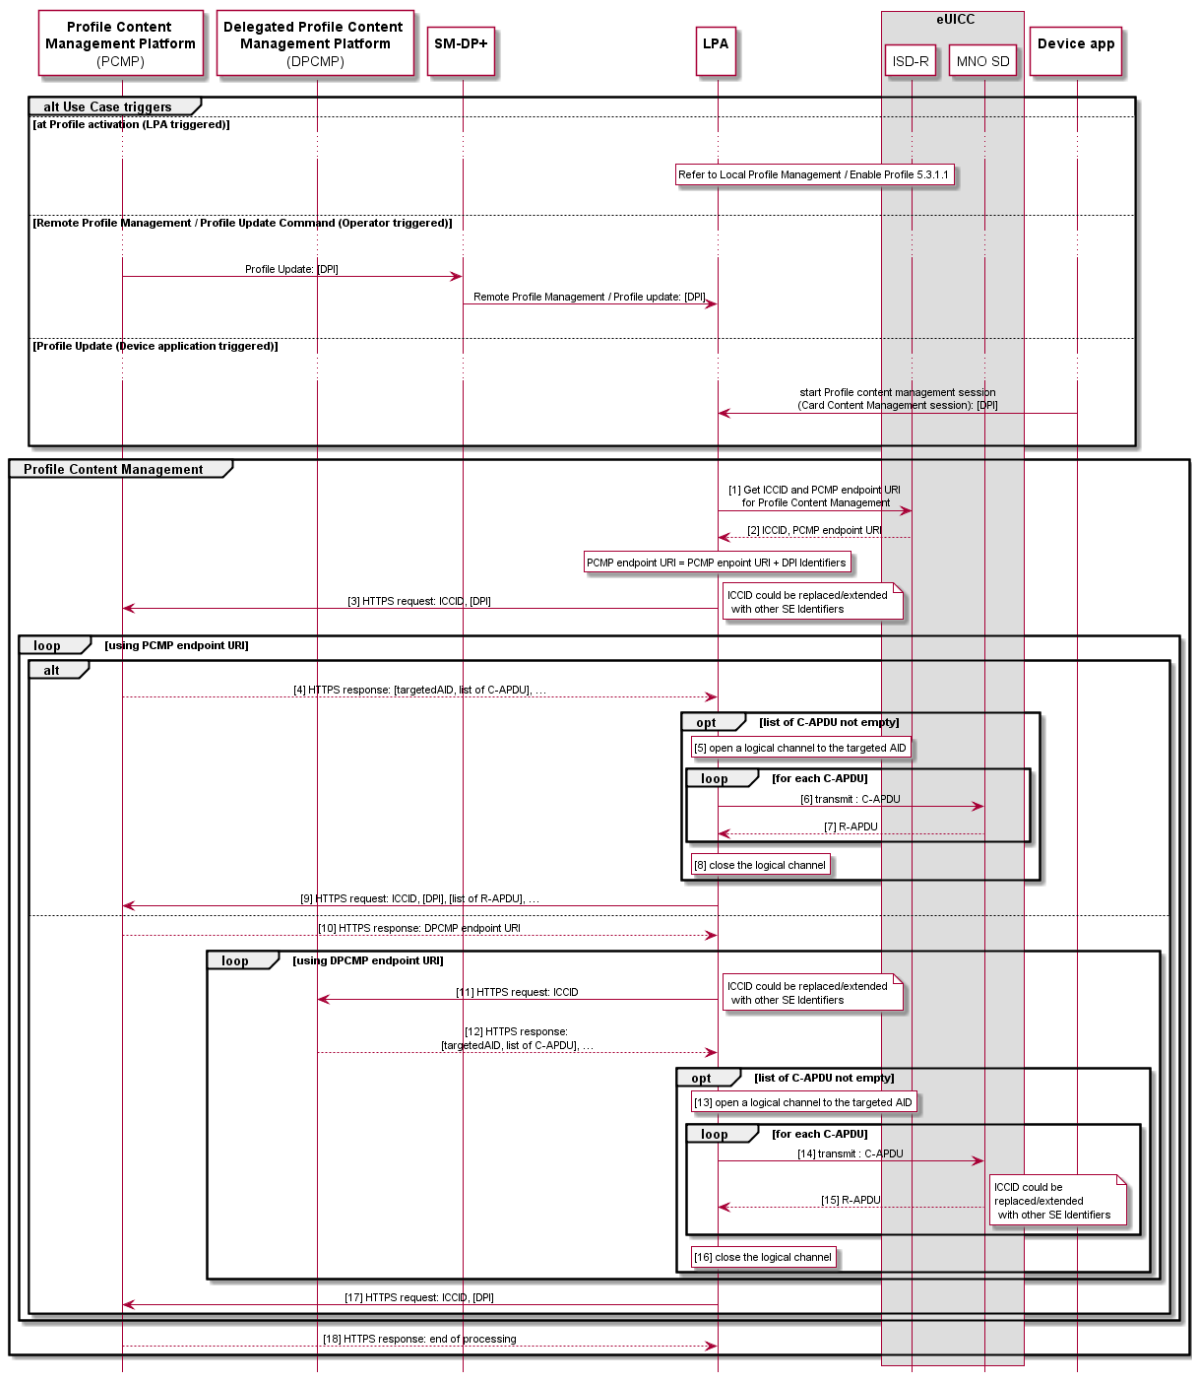 Profile Content
Management Platform
(PCMP)
Delegated Profile Content
Management Platform
(DPCMP)
SM-DP+
LPA
eUICC
ISD-R
MNO SD
Device app
alt Use Case triggers
[at Profile activation (LPA triggered)]
Refer to Local Profile Management / Enable Profile 5.3.1.1
[Remote Profile Management / Profile Update Command (Operator triggered)]
Profile Update: [DPI]
Remote Profile Management / Profile update: [DPI]
[Profile Update (Device application triggered)]
start Profile content management session
(Card Content Management session): [DPI]
Profile Content Management
[1] Get ICCID and PCMP endpoint URI
for Profile Content Management
[2] ICCID, PCMP endpoint URI
PCMP endpoint URI = PCMP enpoint URI + DPI Identifiers
[3] HTTPS request: ICCID, [DPI]
ICCID could be replaced/extended
with other SE Identifiers
loop [using PCMP endpoint URI]
alt
[4] HTTPS response: [targetedAID, list of C-APDU], ...
opt [list of C-APDU not empty]
[5] open a logical channel to the targeted AID
loop [for each C-APDU]
[6] transmit : C-APDU
[7] R-APDU
[8] close the logical channel
[9] HTTPS request: ICCID, [DPI], [list of R-APDU], ...
[10] HTTPS response: DPCMP endpoint URI
loop [using DPCMP endpoint URI]
[11] HTTPS request: ICCID
ICCID could be replaced/extended
with other SE Identifiers
[12] HTTPS response:
[targetedAID, list of C-APDU], ...
opt [list of C-APDU not empty]
[13] open a logical channel to the targeted AID
loop [for each C-APDU]
[14] transmit : C-APDU
[15] R-APDU
ICCID could be
replaced/extended
with other SE Identifiers
[16] close the logical channel
[17] HTTPS request: ICCID, [DPI]
[18] HTTPS response: end of processing